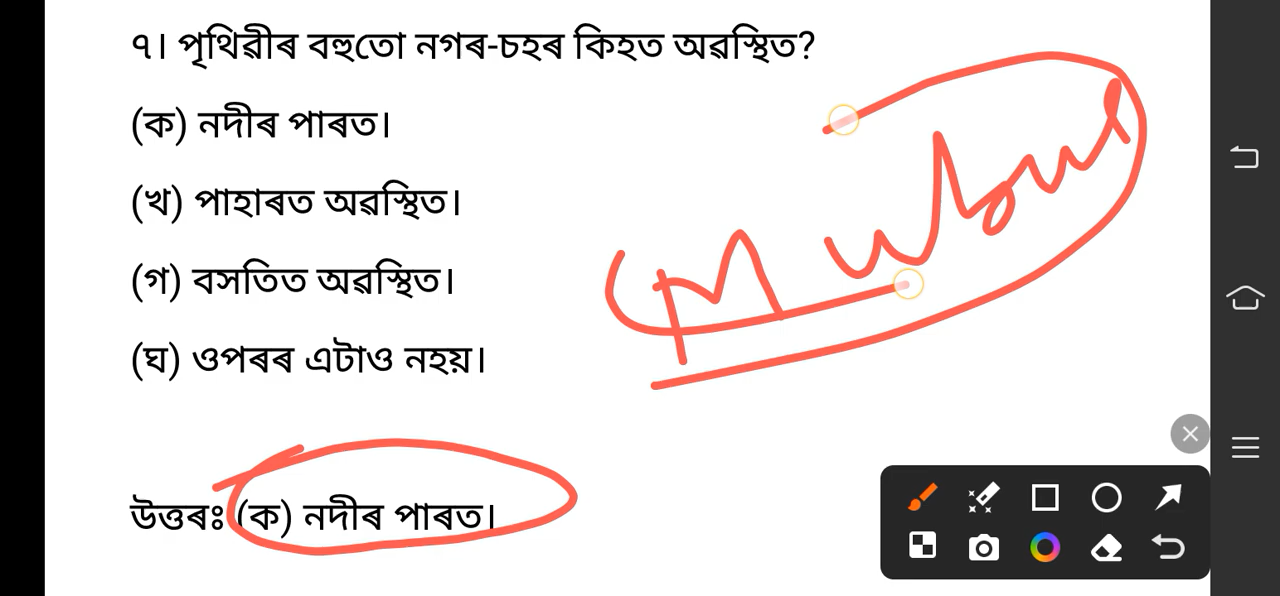 ৭। পৃথিৱীৰ বহুতো নগৰ-চহৰ কিহত অৱস্থিত?
(ক) নদীৰ পাৰত।
(খ) পাহাৰত অৱস্থিত।
(গ) বসতিত অৱস্থিত।
(ঘ) ওপৰৰ এটাও নহয়।
উত্তৰঃ (ক) নদীৰ পাৰত।